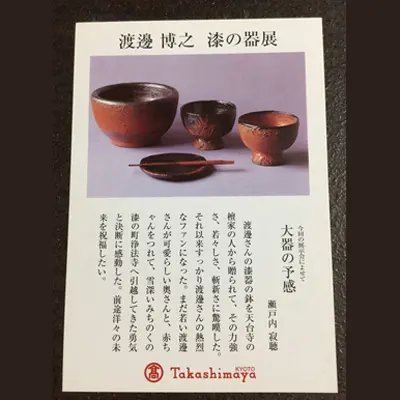 渡邊 博之 漆の器展
今回の展示会によせて
大器の予感
瀬戸内 寂聴
渡邊さんの漆器の鉢を天台寺の
檀家の人から贈られて、その力強
さ、若々しさ、斬新さに驚嘆した。
それ以来すっかり渡邊さんの熱烈
なファンになった。まだ若い渡邊
さんが可愛らしい奥さんと、赤ち
ゃんをつれて、雪深いみちのくの
漆の町浄法寺へ引越してきた勇気
と決断に感動した。前途洋々の未
来を祝福したい。
髙
KYOTO
Takashimaya